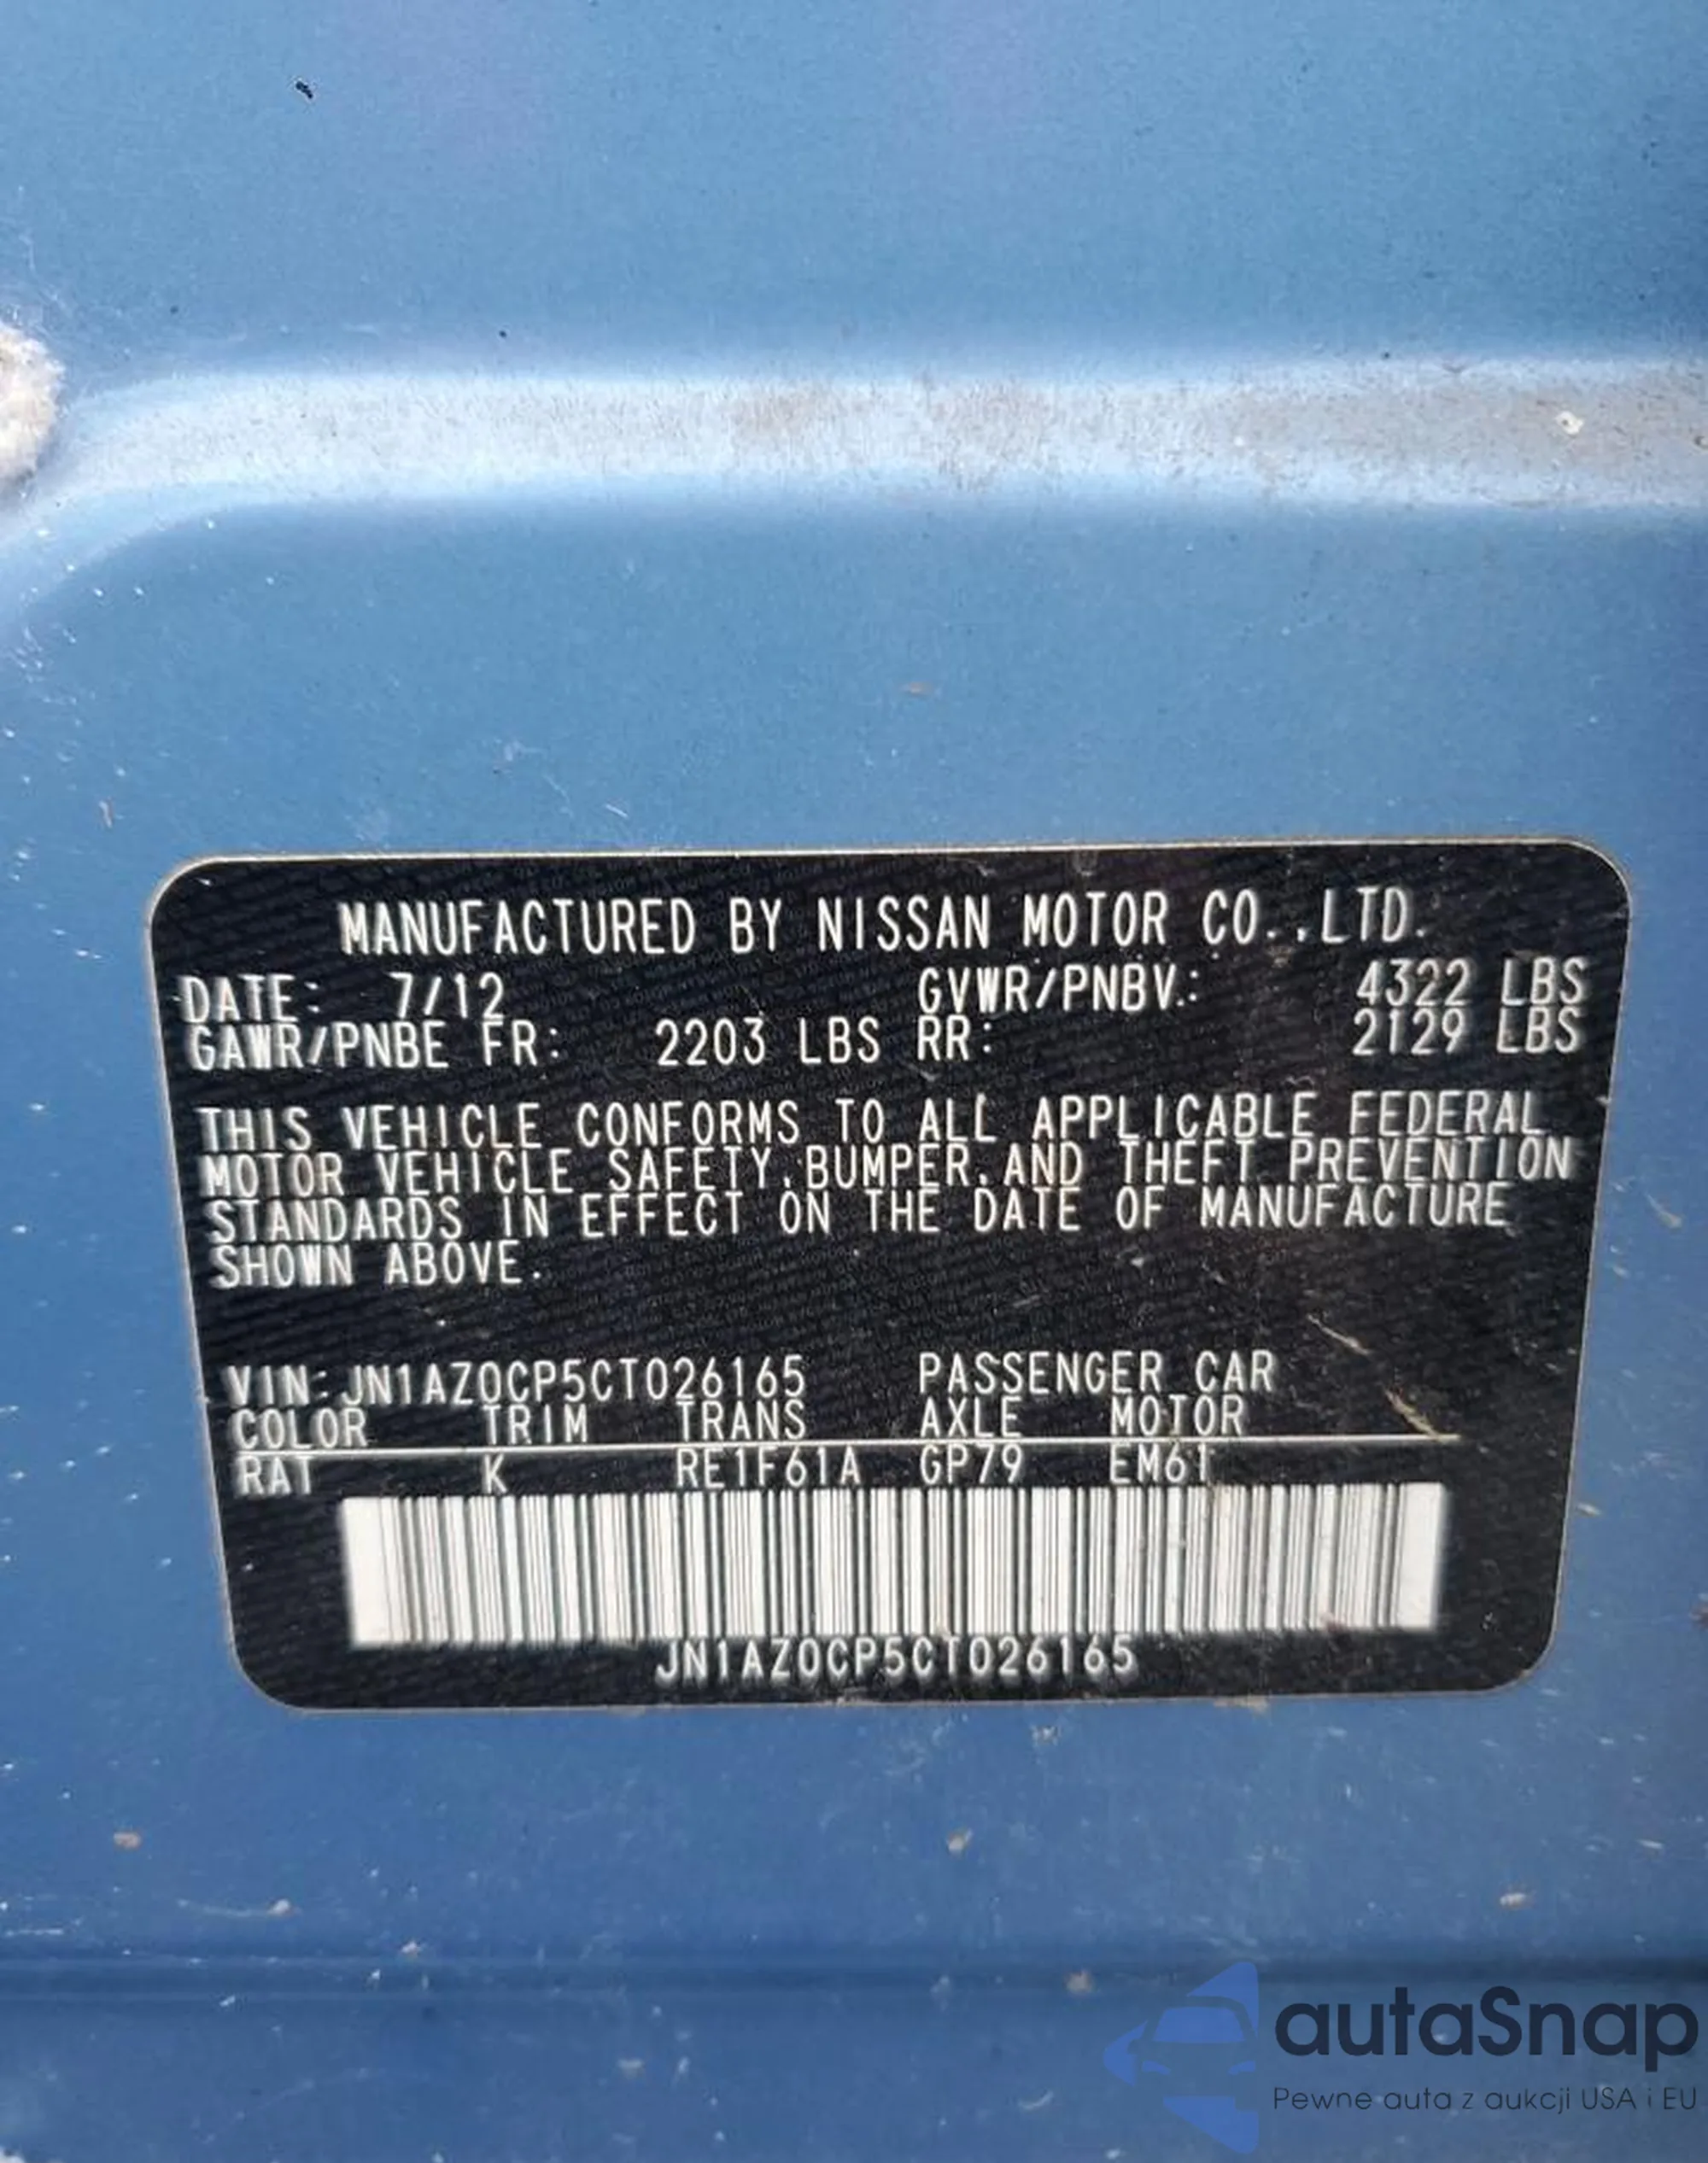 MANUFACTURED BY NISSAN MOTOR CO.,LTD.
DATE: 7/12 GVWR/PNBV: 4322 LBS
GAWR/PNBE FR: 2203 LBS RR: 2129 LBS
THIS VEHICLE CONFORMS TO ALL APPLICABLE FEDERAL
MOTOR VEHICLE SAFETY,BUMPER,AND THEFT PREVENTION
STANDARDS IN EFFECT ON THE DATE OF MANUFACTURE
SHOWN ABOVE.
VIN:JN1AZ0CP5CT026165 PASSENGER CAR
COLOR TRIM TRANS AXLE MOTOR
RAT K RE1F61A GP79 EM61
JN1AZ0CP5CT026165
autaSnap
Pewne auta z aukcji USA i EU